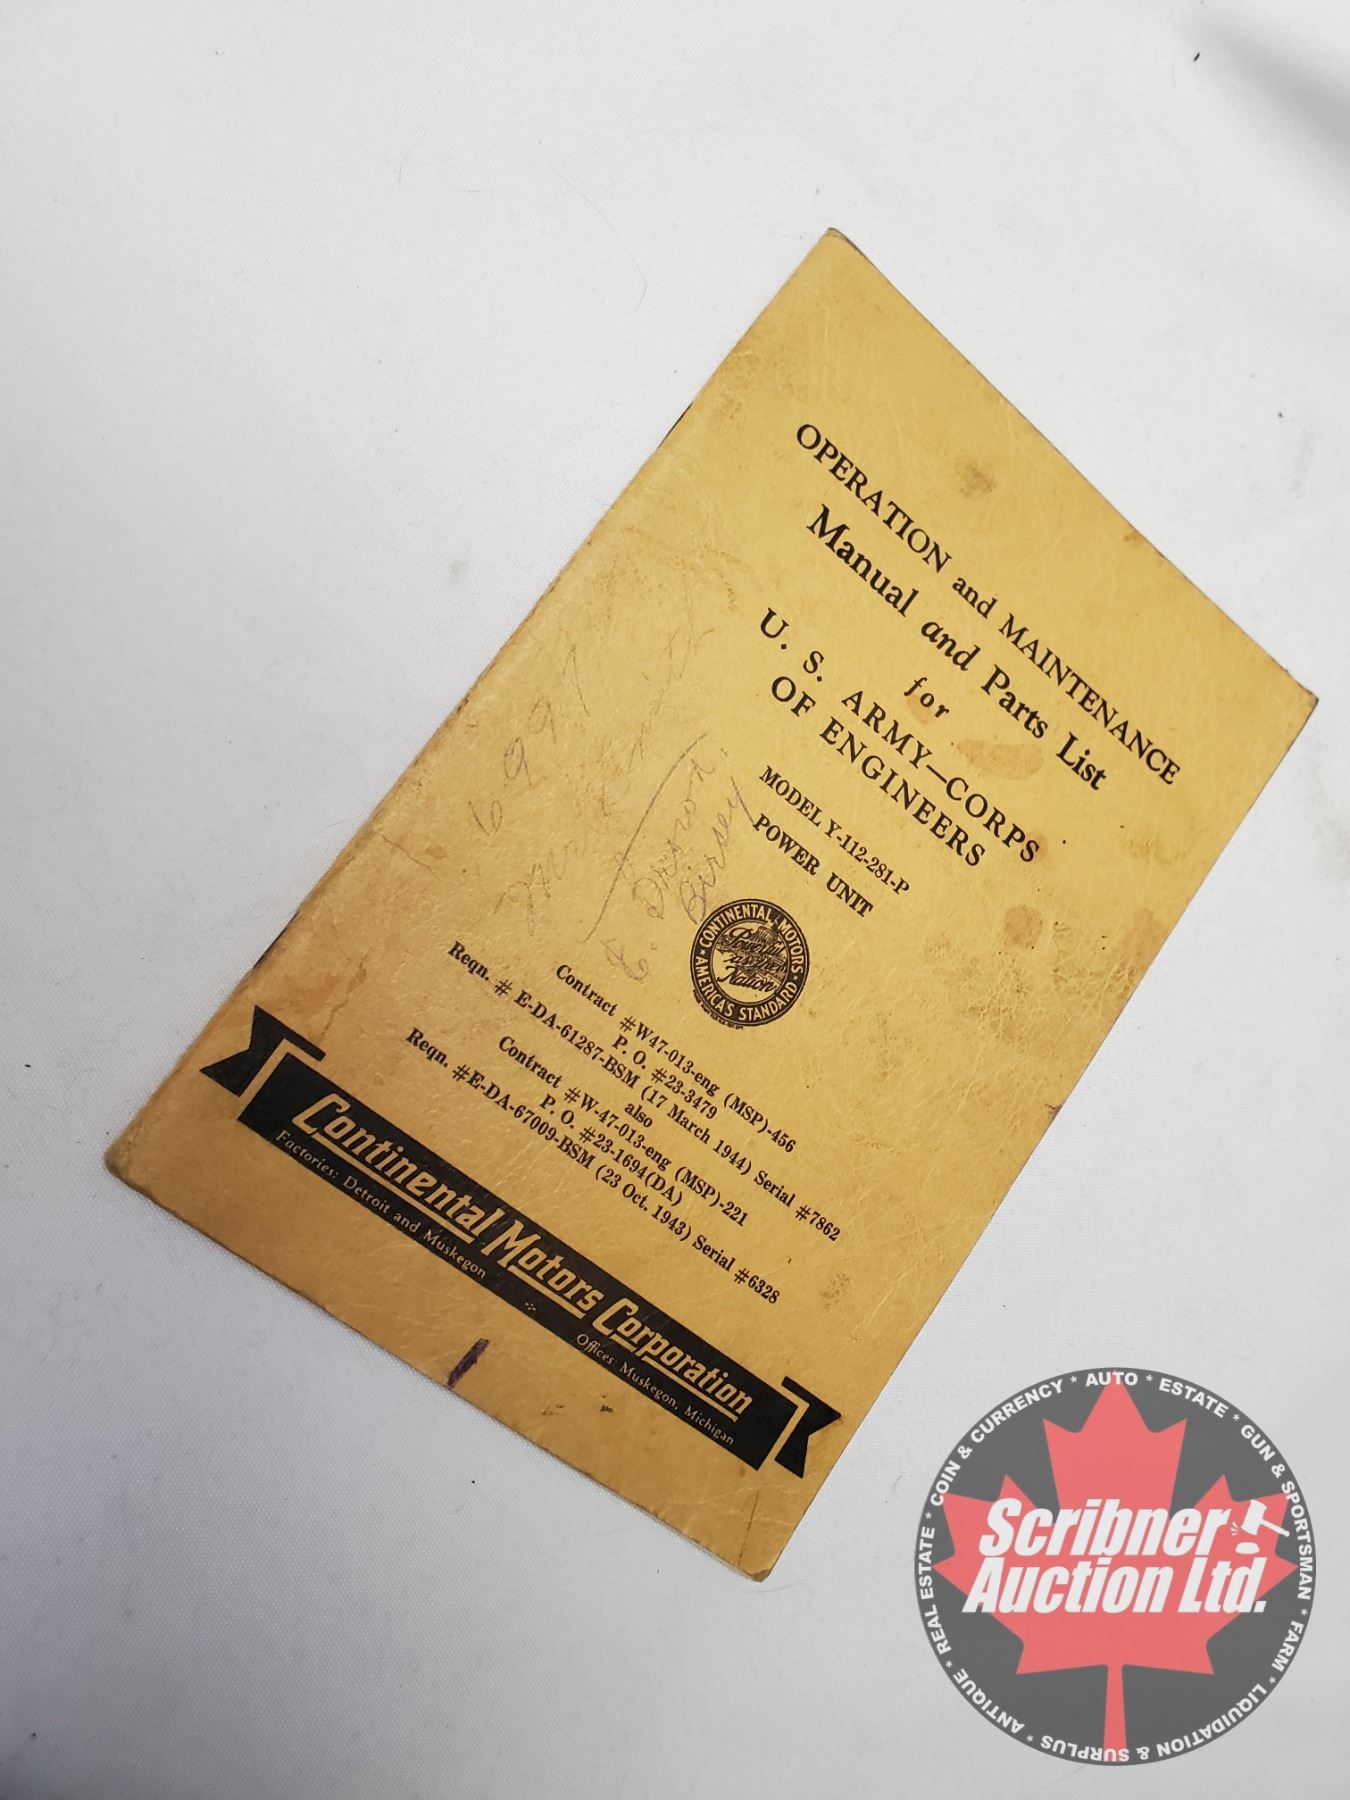 OPERATION and MAINTENANCE
Manual and Parts List
for
U. S. ARMY—CORPS
OF ENGINEERS
MODEL Y-112-281-P
POWER UNIT
CONTINENTAL MOTORS
Powerful as the Nation
AMERICA'S STANDARD
Contract #W47-013-eng (MSP)-456
P. O. #23-3479
Reqn. # E-DA-61287-BSM (17 March 1944) Serial #7862
also
Contract #W-47-013-eng (MSP)-221
P. O. #23-1694(DA)
Reqn. #E-DA-67009-BSM (23 Oct. 1943) Serial #6328
Continental Motors Corporation
Factories: Detroit and Muskegon
Offices: Muskegon, Michigan
Scribner
Auction Ltd.
REAL ESTATE * COIN & CURRENCY * AUTO * ESTATE * GUN & SPORTSMAN * FARM * LIQUIDATION & SURPLUS * ANTIQUE *